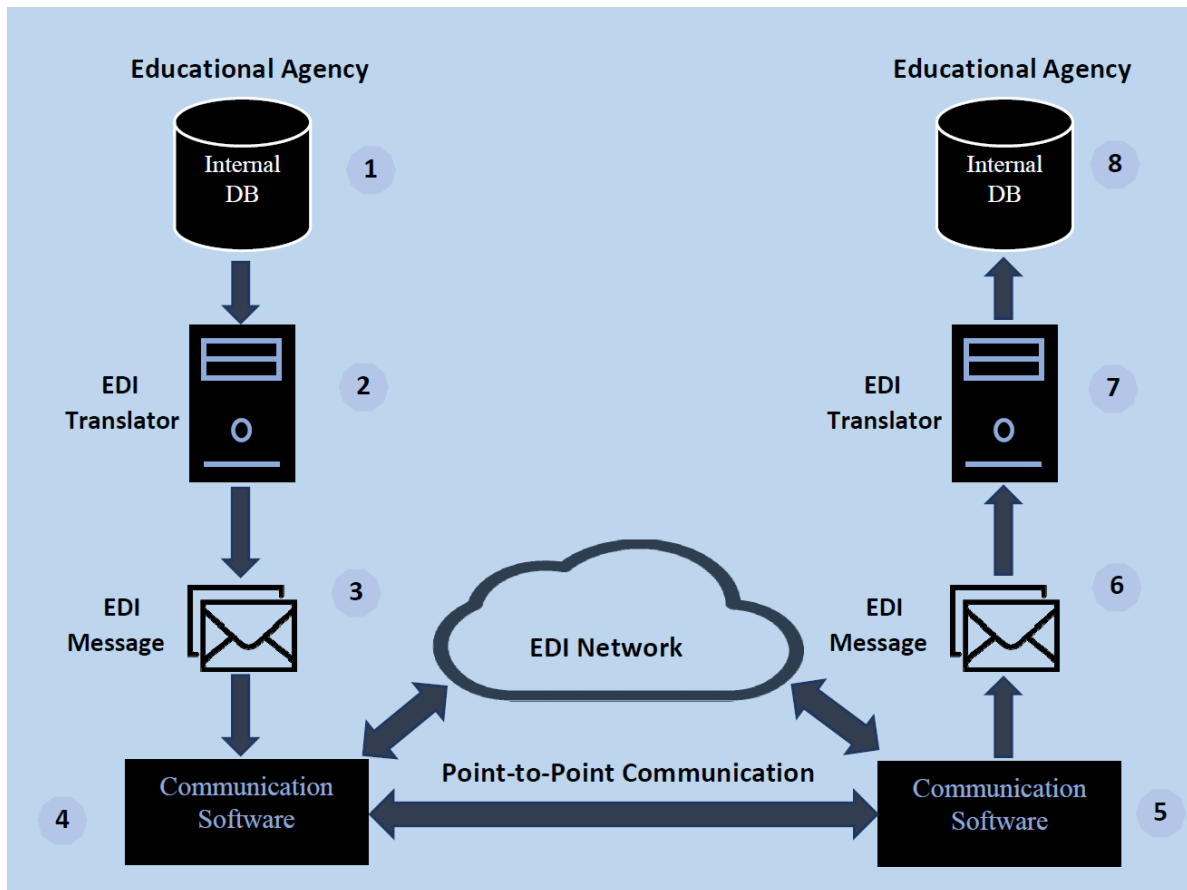 Educational Agency
Internal
DB
1
EDI
Translator
2
EDI
Message
3
Communication
Software
4
EDI Network
Point-to-Point Communication
Communication
Software
5
EDI
Message
6
EDI
Translator
7
Educational Agency
Internal
DB
8